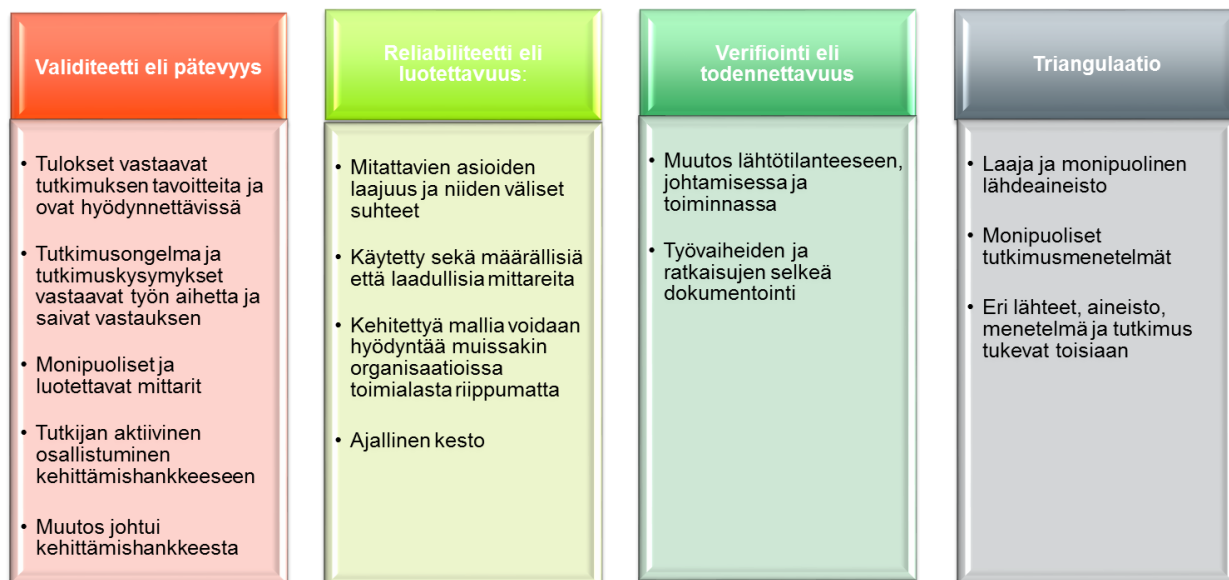 Validiteetti eli pätevyys
• Tulokset vastaavat
tutkimuksen tavoitteita ja
ovat hyödynnettävissä
• Tutkimusongelma ja
tutkimuskysymykset
vastaavat työn aihetta ja
saivat vastauksen
• Monipuoliset ja
luotettavat mittarit
• Tutkijan aktiivinen
osallistuminen
kehittämishankkeeseen
• Muutos johtui
kehittämishankkeesta
Reliabiliteetti eli
luotettavuus:
• Mitattavien asioiden
laajuus ja niiden väliset
suhteet
• Käytetty sekä määrällisiä
että laadullisia mittareita
• Kehitettyä mallia voidaan
hyödyntää muissakin
organisaatioissa
toimialasta riippumatta
• Ajallinen kesto
Verifiointi eli
todennettavuus
• Muutos lähtötilanteeseen,
johtamisessa ja
toiminnassa
• Työvaiheiden ja
ratkaisujen selkeä
dokumentointi
Triangulaatio
• Laaja ja monipuolinen
lähdeaineisto
• Monipuoliset
tutkimusmenetelmät
• Eri lähteet, aineisto,
menetelmä ja tutkimus
tukevat toisiaan